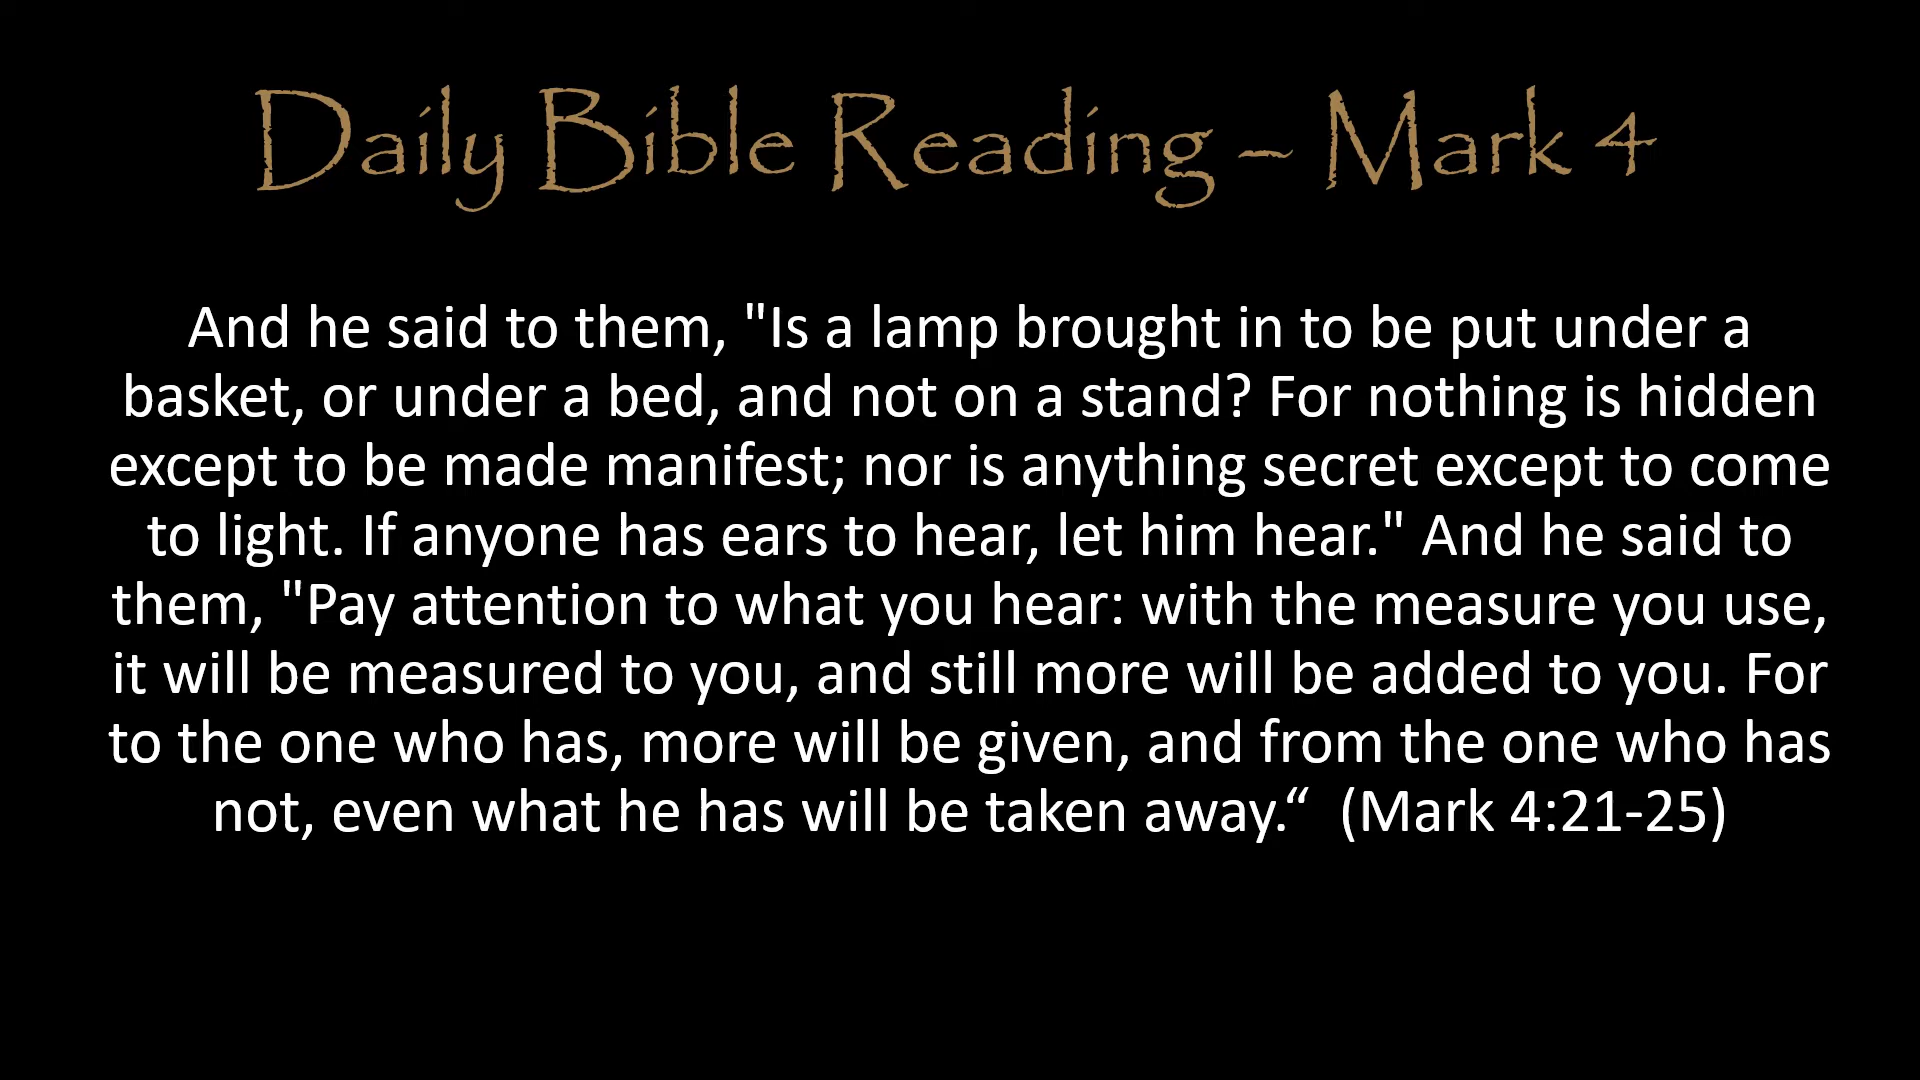 Daily Bible Reading – Mark 4
And he said to them, "Is a lamp brought in to be put under a
basket, or under a bed, and not on a stand? For nothing is hidden
except to be made manifest; nor is anything secret except to come
to light. If anyone has ears to hear, let him hear." And he said to
them, "Pay attention to what you hear: with the measure you use,
it will be measured to you, and still more will be added to you. For
to the one who has, more will be given, and from the one who has
not, even what he has will be taken away.“  (Mark 4:21-25)